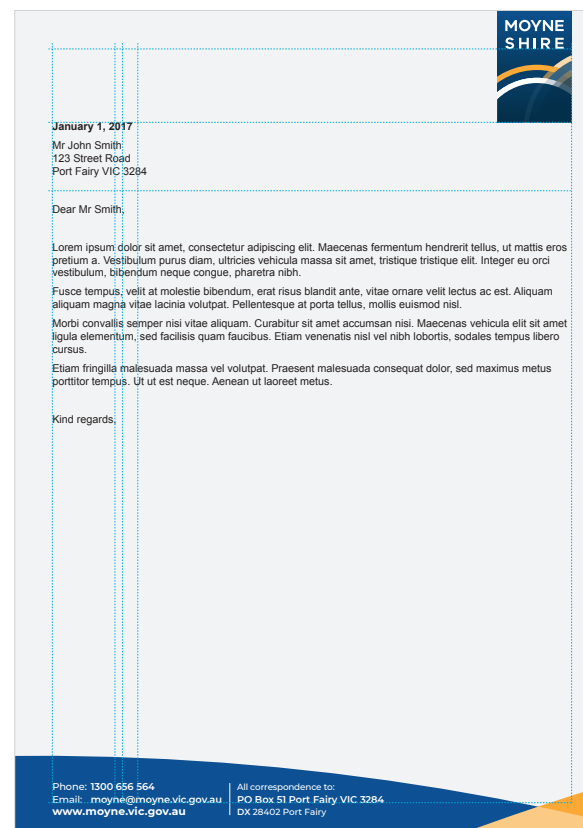 MOYNE
SHIRE
January 1, 2017
Mr John Smith
123 Street Road
Port Fairy VIC 3284
Dear Mr Smith,
Lorem ipsum dolor sit amet, consectetur adipiscing elit. Maecenas fermentum hendrerit tellus, ut mattis eros
pretium a. Vestibulum purus diam, ultricies vehicula massa sit amet, tristique tristique elit. Integer eu orci
vestibulum, bibendum neque congue, pharetra nibh.
Fusce tempus, velit at molestie bibendum, erat risus blandit ante, vitae ornare velit lectus ac est. Aliquam
aliquam magna vitae lacinia volutpat. Pellentesque at porta tellus, mollis euismod nisl.
Morbi convallis semper nisi vitae aliquam. Curabitur sit amet accumsan nisi. Maecenas vehicula elit sit amet
ligula elementum, sed facilisis quam faucibus. Etiam venenatis nisl vel nibh lobortis, sodales tempus libero
cursus.
Etiam fringilla malesuada massa vel volutpat. Praesent malesuada consequat dolor, sed maximus metus
porttitor tempus. Ut ut est neque. Aenean ut laoreet metus.
Kind regards,
Phone: 1300 656 564
Email: moyne@moyne.vic.gov.au
www.moyne.vic.gov.au
All correspondence to:
PO Box 51 Port Fairy VIC 3284
DX 28402 Port Fairy